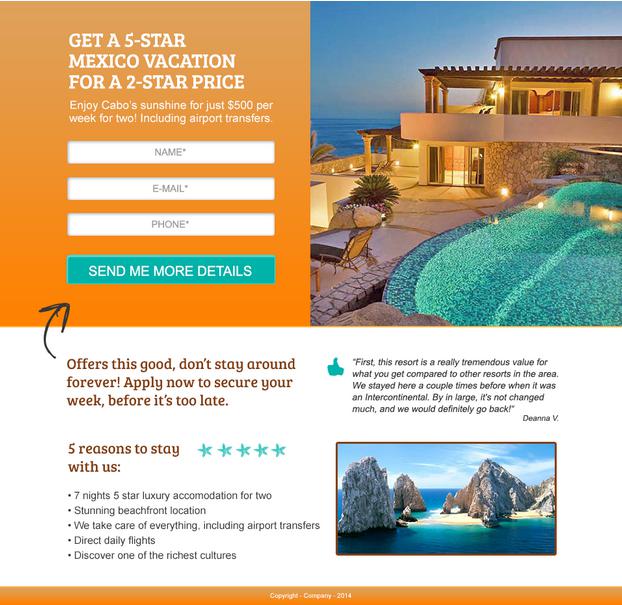 GET A 5-STAR
MEXICO VACATION
FOR A 2-STAR PRICE
Enjoy Cabo's sunshine for just $500 per
week for two! Including airport transfers.
NAME*
E-MAIL*
PHONE*
SEND ME MORE DETAILS
Offers this good, don't stay around
forever! Apply now to secure your
week, before it's too late.
"First, this resort is a really tremendous value for
what you get compared to other resorts in the area.
We stayed here a couple times before when it was
an Intercontinental. By in large, it's not changed
much, and we would definitely go back!"
Deanna V.
5 reasons to stay
with us:
• 7 nights 5 star luxury accomodation for two
• Stunning beachfront location
• We take care of everything, including airport transfers
• Direct daily flights
• Discover one of the richest cultures
Copyright - Company - 2014